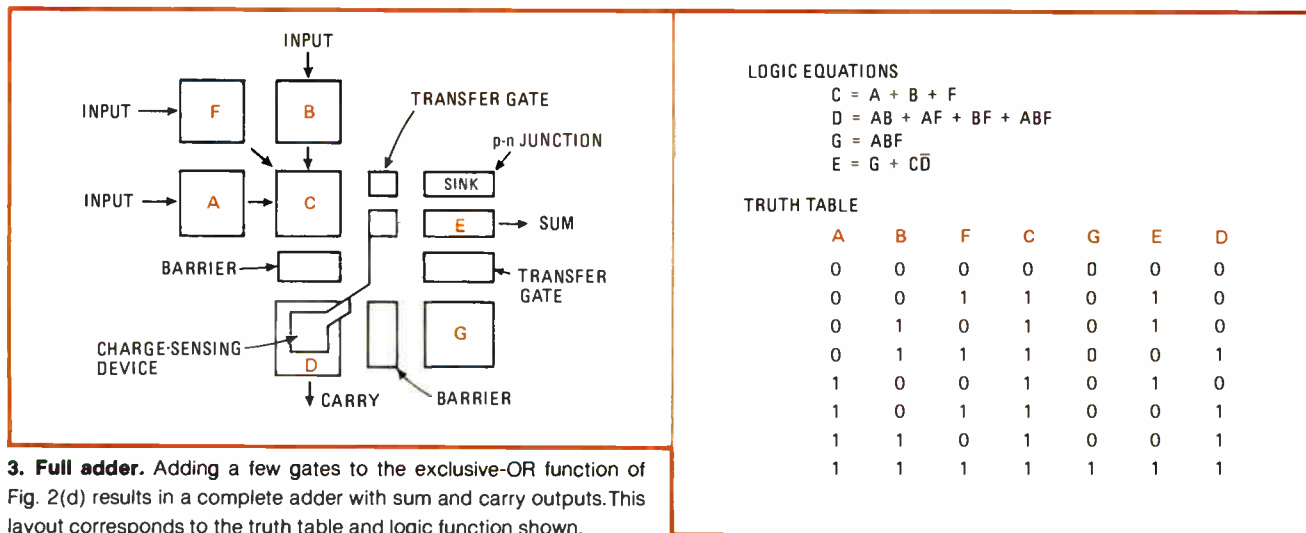 INPUT
INPUT
F
B
TRANSFER GATE
p-n JUNCTION
INPUT
A
C
SINK
E
SUM
BARRIER
TRANSFER
GATE
CHARGE-SENSING
DEVICE
D
G
CARRY
BARRIER
3. Full adder. Adding a few gates to the exclusive-OR function of
Fig. 2(d) results in a complete adder with sum and carry outputs. This
layout corresponds to the truth table and logic function shown.
LOGIC EQUATIONS
C = A + B + F
D = AB + AF + BF + ABF
G = ABF
E = G + CD̅
TRUTH TABLE
A B F C G E D
0 0 0 0 0 0 0
0 0 1 1 0 1 0
0 1 0 1 0 1 0
0 1 1 1 0 0 1
1 0 0 1 0 1 0
1 0 1 1 0 0 1
1 1 0 1 0 0 1
1 1 1 1 1 1 1